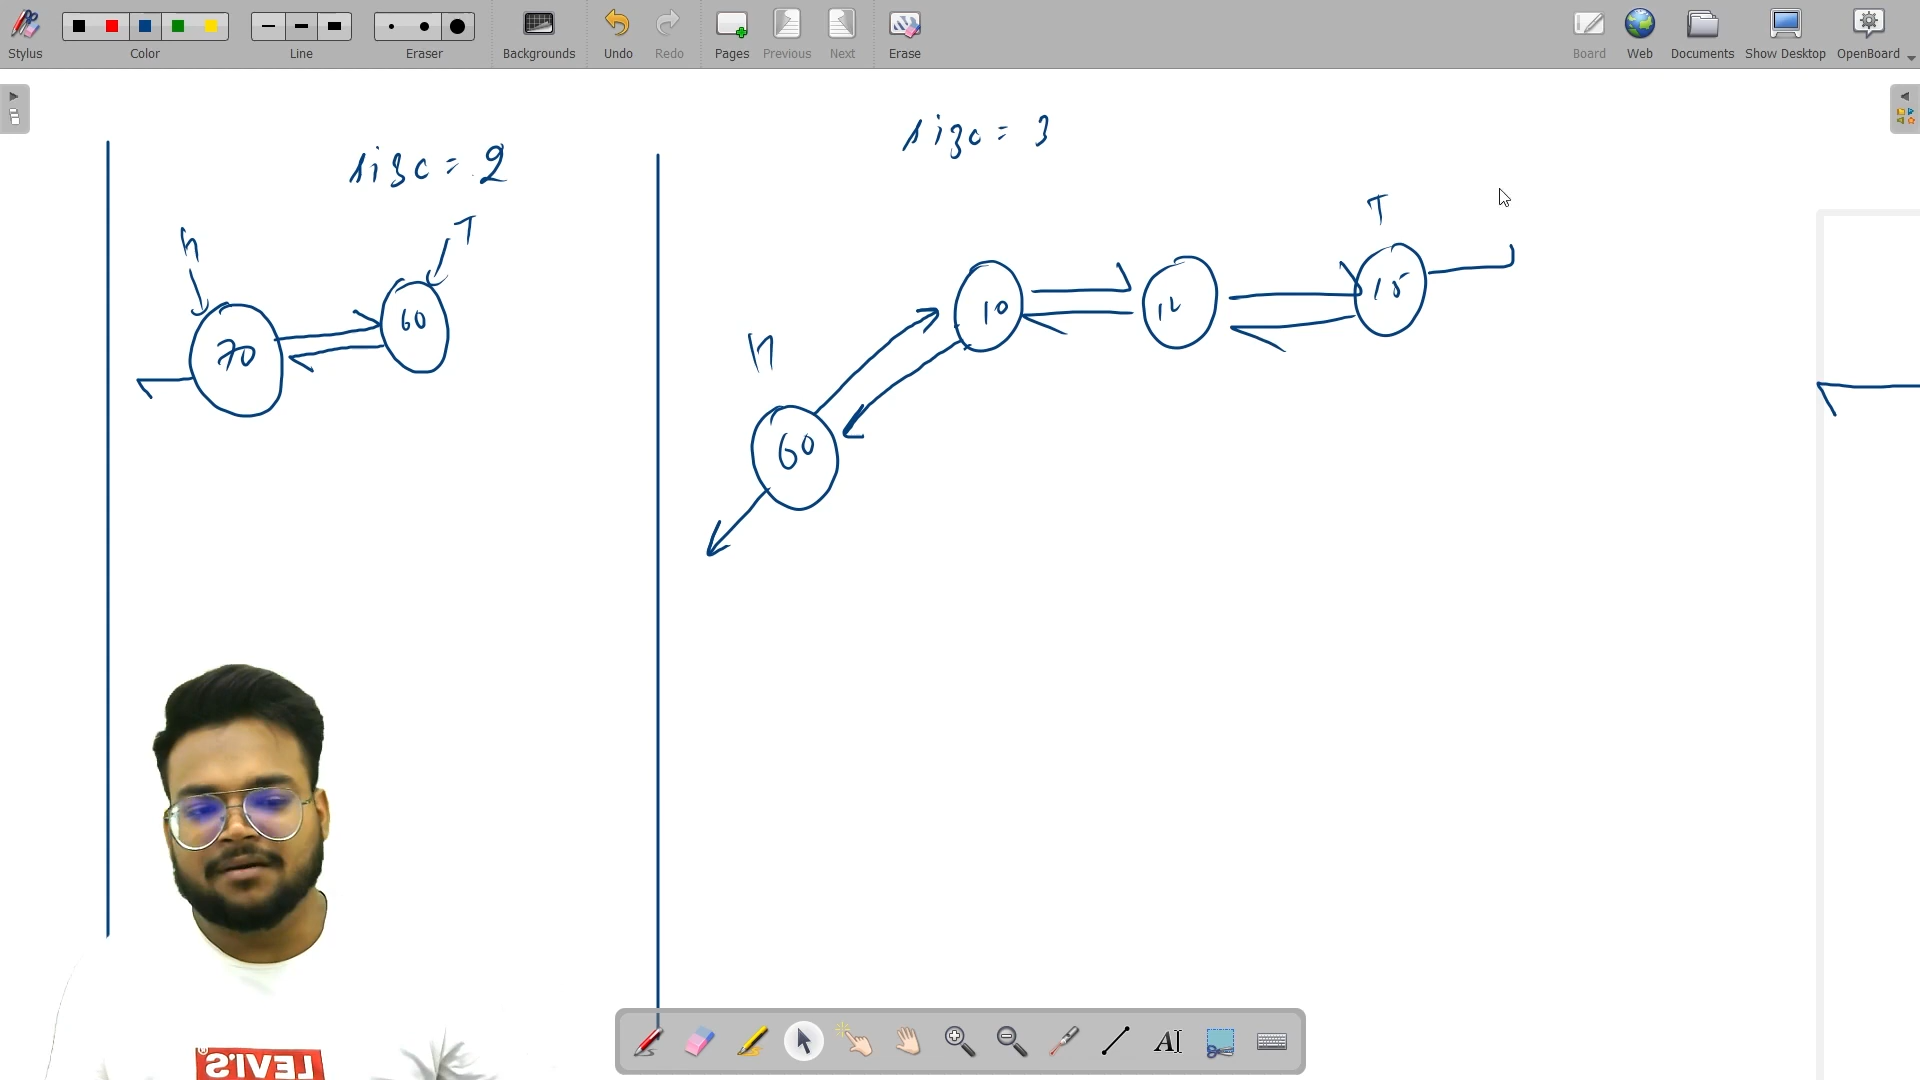 Stylus Color Line Eraser Backgrounds Undo Redo Pages Previous Next Erase Board Web Documents Show Desktop OpenBoard
size = 2
H
T
70
60
size = 3
T
10
12
15
H
60
LEVI'S